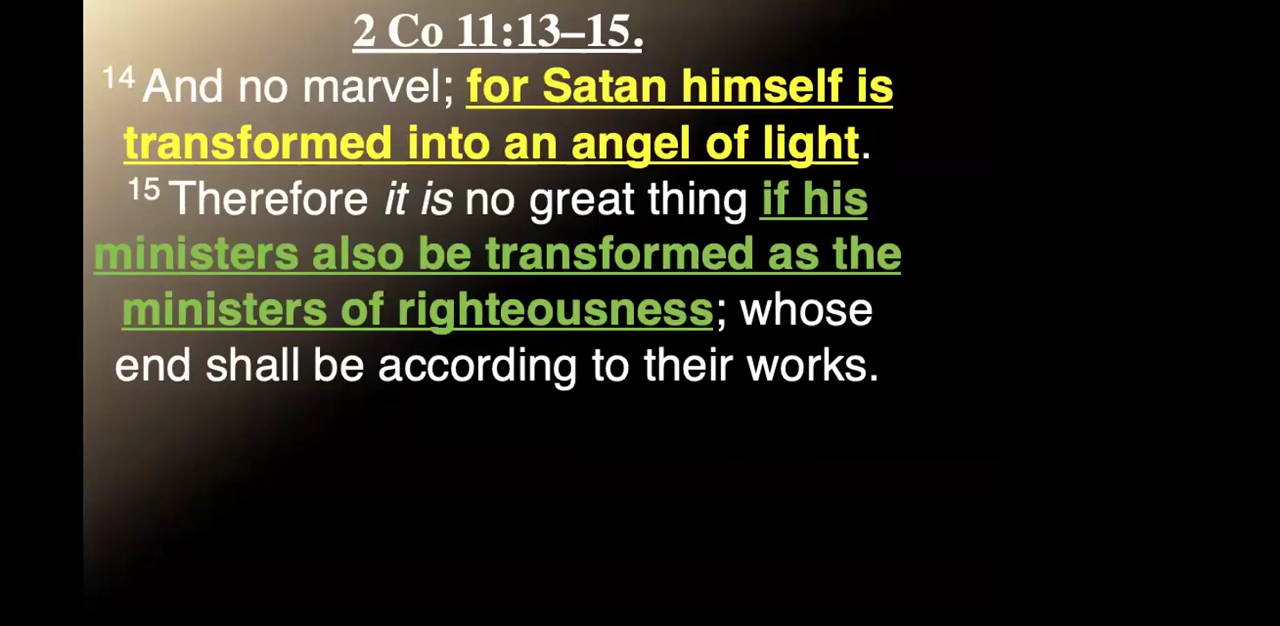 2 Co 11:13–15.
14 And no marvel; for Satan himself is
transformed into an angel of light.
15 Therefore it is no great thing if his
ministers also be transformed as the
ministers of righteousness; whose
end shall be according to their works.